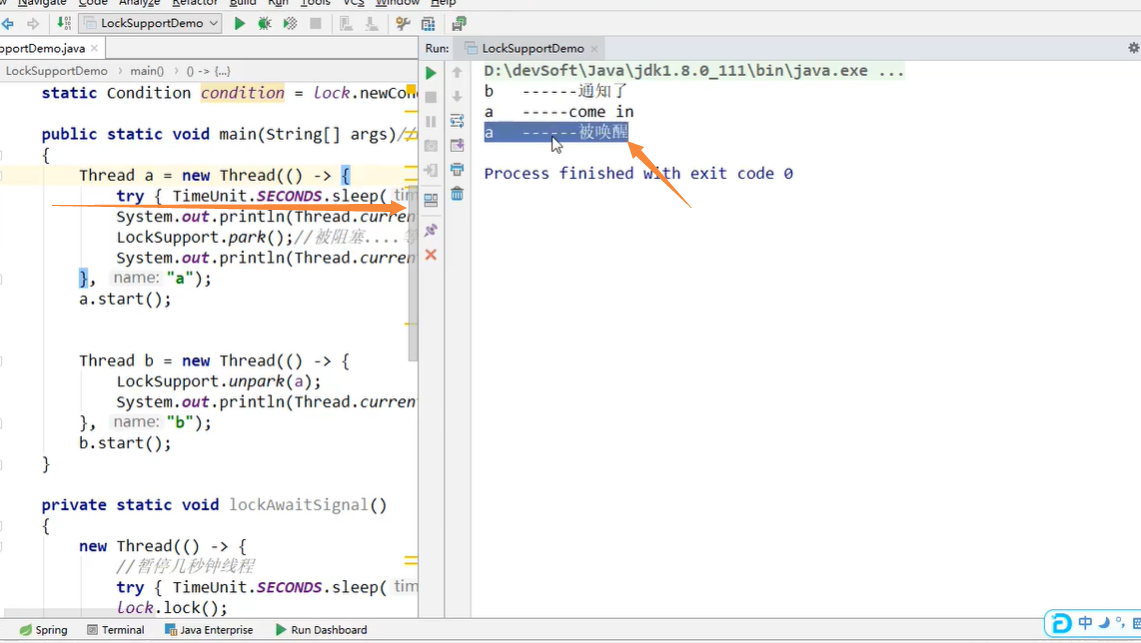 Navigate Code Analyze Refactor Build Run Tools VCS Window Help
LockSupportDemo
pportDemo.java
Run: LockSupportDemo
LockSupportDemo main() () -> {...}
static Condition condition = lock.newCon
public static void main(String[] args)//
{
Thread a = new Thread(() -> {
try { TimeUnit.SECONDS.sleep( tim
System.out.println(Thread.curren
LockSupport.park();//被阻塞....等
System.out.println(Thread.curren
}, name: "a");
a.start();
Thread b = new Thread(() -> {
LockSupport.unpark(a);
System.out.println(Thread.curren
}, name: "b");
b.start();
}
private static void lockAwaitSignal()
{
new Thread(() -> {
//暂停几秒钟线程
try { TimeUnit.SECONDS.sleep( tim
lock.lock();
D:\devSoft\Java\jdk1.8.0_111\bin\java.exe ...
b ------通知了
a -----come in
a ------被唤醒
Process finished with exit code 0
Spring Terminal Java Enterprise Run Dashboard
中